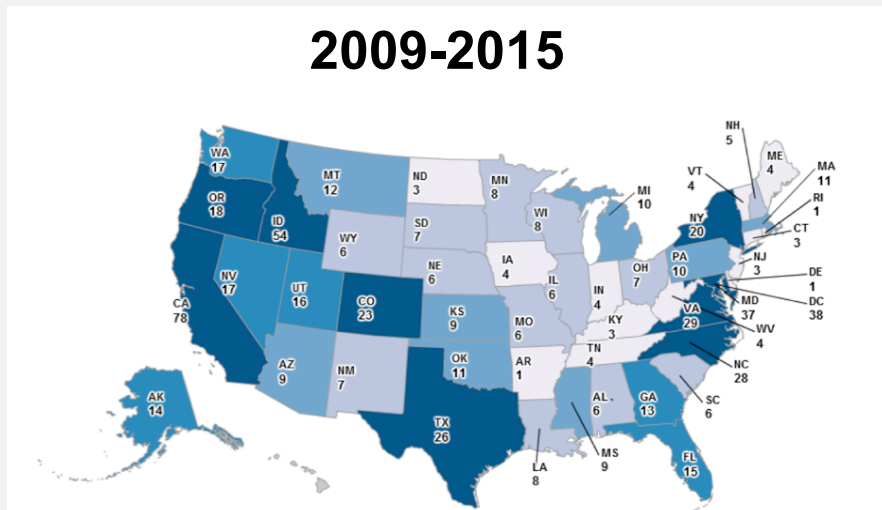 2009-2015
NH
5
WA
17
ME
4
MT
12
ND
3
MN
8
VT
4
MA
11
OR
18
MI
10
RI
1
ID
54
SD
7
WI
8
NY
20
CT
3
WY
6
IA
4
PA
10
NJ
3
NE
6
NV
17
UT
16
CO
23
IL
6
IN
4
OH
7
DE
1
DC
38
MD
37
CA
78
KS
9
MO
6
KY
3
VA
29
WV
4
AZ
9
NM
7
OK
11
AR
1
TN
4
NC
28
AK
14
TX
26
AL
6
GA
13
SC
6
LA
8
MS
9
FL
15